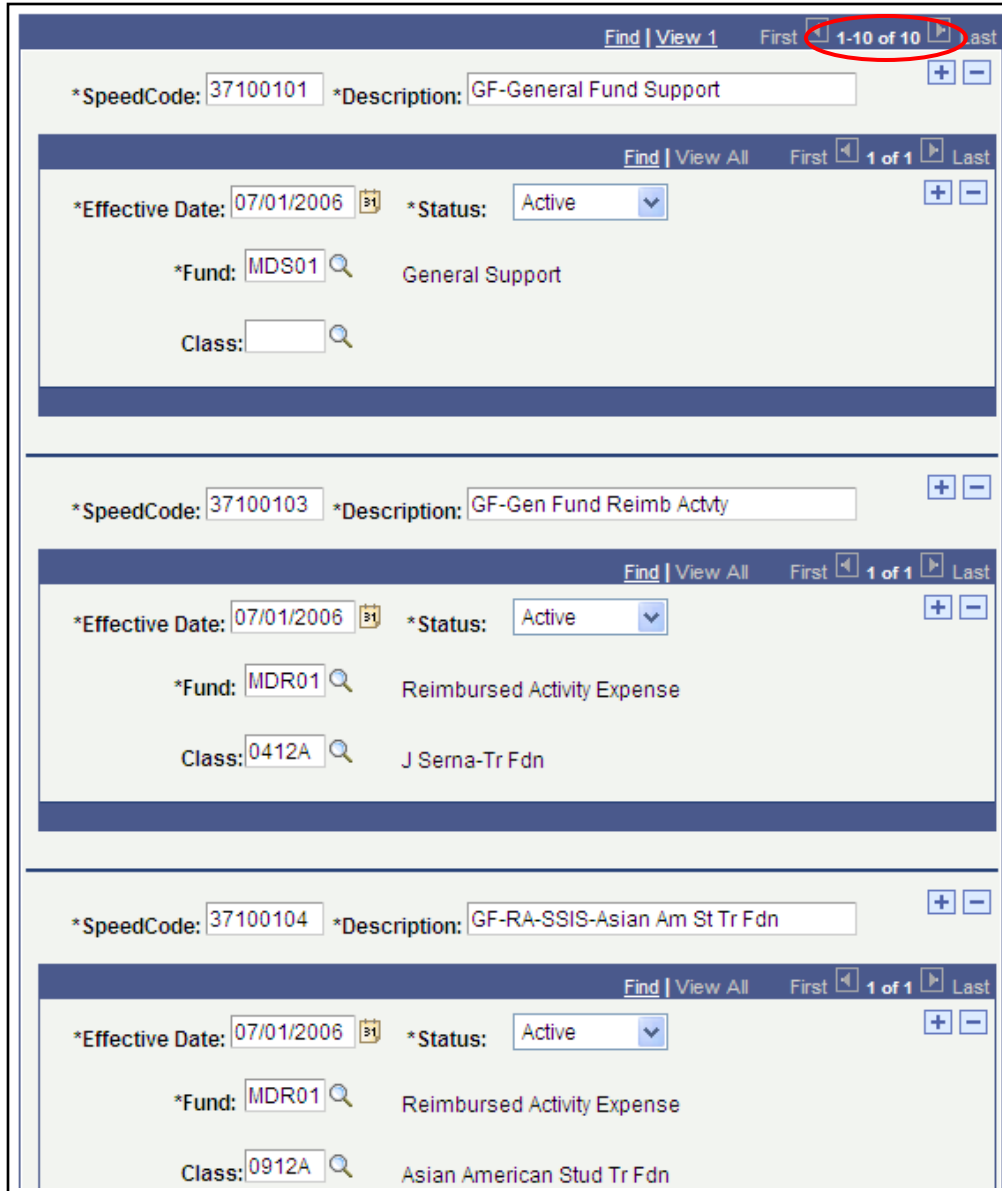 Find | View 1 First 1-10 of 10 Last
*SpeedCode: 37100101 *Description: GF-General Fund Support
Find | View All First 1 of 1 Last
*Effective Date: 07/01/2006 31 *Status: Active
*Fund: MDS01 General Support
Class:
*SpeedCode: 37100103 *Description: GF-Gen Fund Reimb Actvty
Find | View All First 1 of 1 Last
*Effective Date: 07/01/2006 31 *Status: Active
*Fund: MDR01 Reimbursed Activity Expense
Class: 0412A J Serna-Tr Fdn
*SpeedCode: 37100104 *Description: GF-RA-SSIS-Asian Am St Tr Fdn
Find | View All First 1 of 1 Last
*Effective Date: 07/01/2006 31 *Status: Active
*Fund: MDR01 Reimbursed Activity Expense
Class: 0912A Asian American Stud Tr Fdn